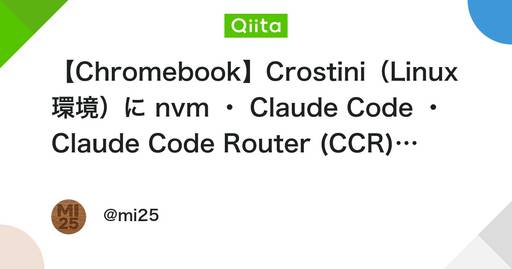 Qiita
【Chromebook】Crostini（Linux
環境）に nvm ・ Claude Code ・
Claude Code Router (CCR)…
MI
25
@mi25